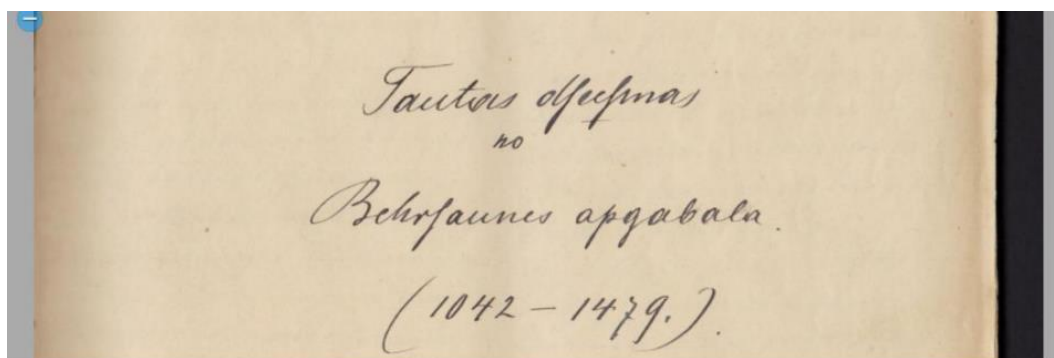 Tautas dſeeſmas
no
Behrſaunes apgabala.
(1042 – 1479.).